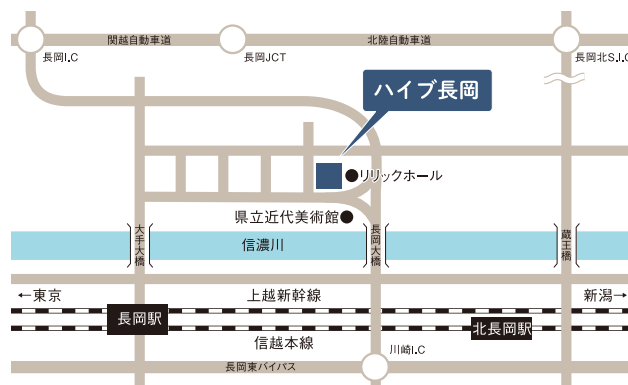 関越自動車道
北陸自動車道
長岡I.C
長岡JCT
長岡北S.I.C
ハイブ長岡
●リリックホール
県立近代美術館●
大手大橋
信濃川
長岡大橋
蔵王橋
←東京
上越新幹線
新潟→
長岡駅
北長岡駅
信越本線
川崎I.C
長岡東バイパス